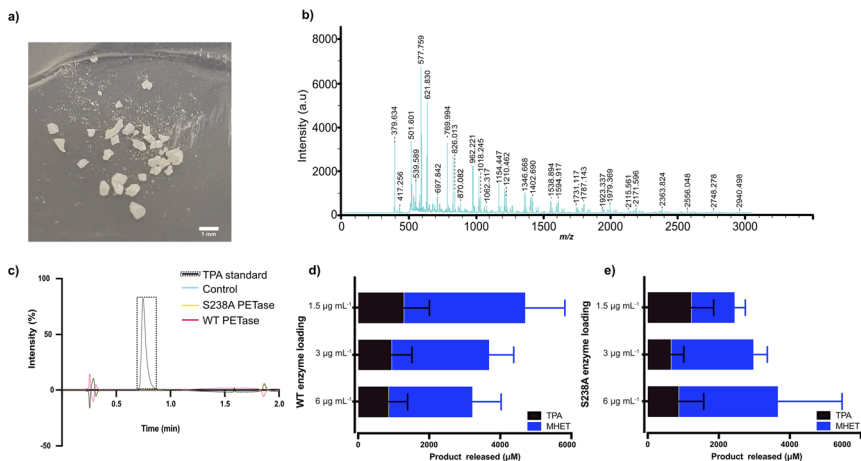 a)
1 mm
b)
Intensity (a.u)
8000
6000
4000
2000
0
379.634
417.256
501.601
539.589
577.759
621.830
697.842
769.994
826.013
870.082
962.221
1018.245
1062.317
1154.447
1210.462
1346.668
1402.690
1538.894
1594.917
1731.117
1787.143
1923.337
1979.369
2115.561
2171.596
2363.824
2556.048
2748.278
2940.498
0 500 1000 1500 2000 2500 3000
m/z
c)
Intensity (%)
100
50
0
-50
0.5 1.0 1.5 2.0
Time (min)
TPA standard
Control
S238A PETase
WT PETase
d)
WT enzyme loading
1.5 µg mL⁻¹
3 µg mL⁻¹
6 µg mL⁻¹
TPA
MHET
0 2000 4000 6000
Product released (µM)
e)
S238A enzyme loading
1.5 µg mL⁻¹
3 µg mL⁻¹
6 µg mL⁻¹
TPA
MHET
0 2000 4000 6000
Product released (µM)